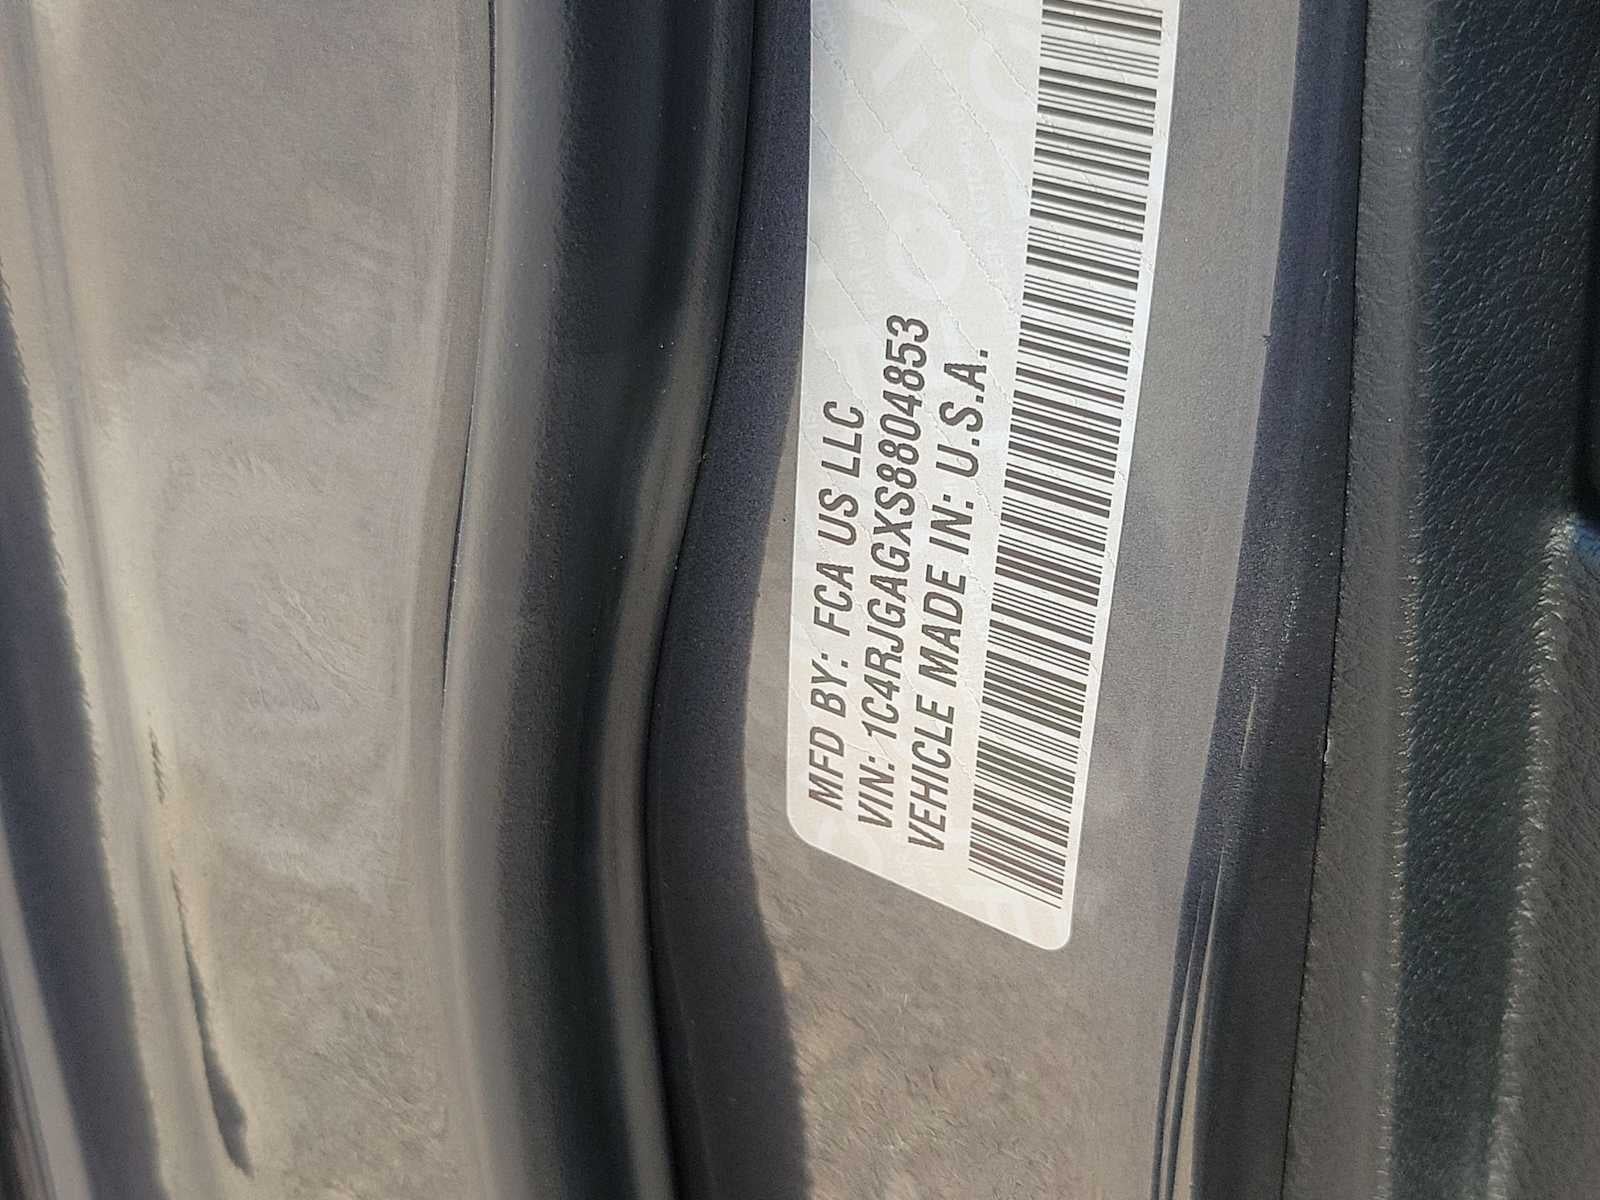 MFD BY: FCA US LLC
VIN: 1C4RJGAGXS8804853
VEHICLE MADE IN: U.S.A.